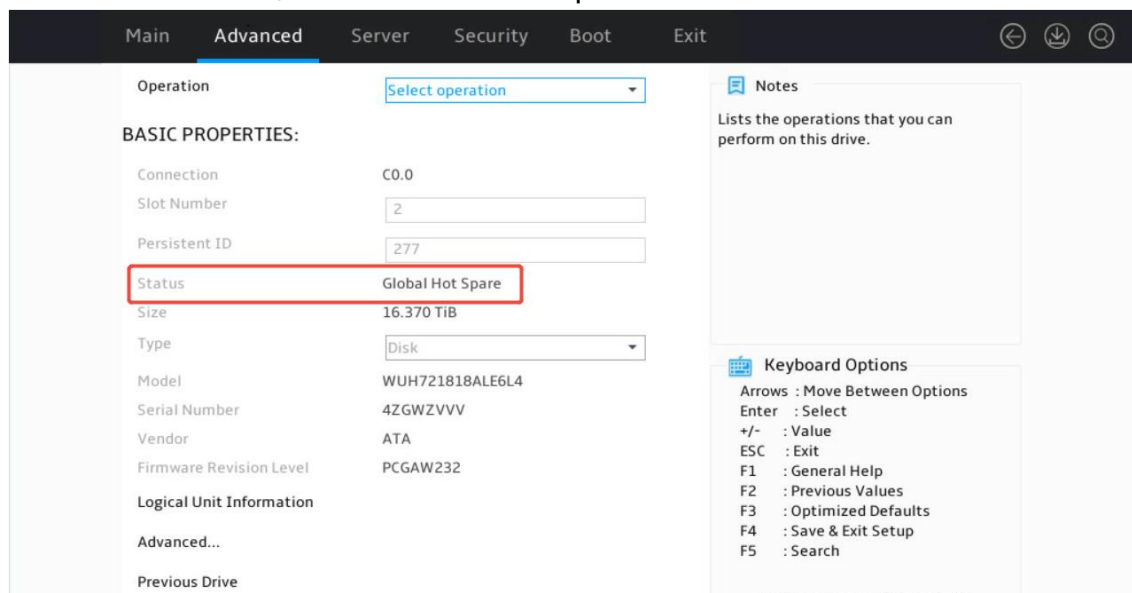 Main Advanced Server Security Boot Exit
Operation Select operation
BASIC PROPERTIES:
Connection C0.0
Slot Number 2
Persistent ID 277
Status Global Hot Spare
Size 16.370 TiB
Type Disk
Model WUH721818ALE6L4
Serial Number 4ZGWZVVV
Vendor ATA
Firmware Revision Level PCGAW232
Logical Unit Information
Advanced...
Previous Drive
Notes
Lists the operations that you can
perform on this drive.
Keyboard Options
Arrows : Move Between Options
Enter : Select
+/- : Value
ESC : Exit
F1 : General Help
F2 : Previous Values
F3 : Optimized Defaults
F4 : Save & Exit Setup
F5 : Search